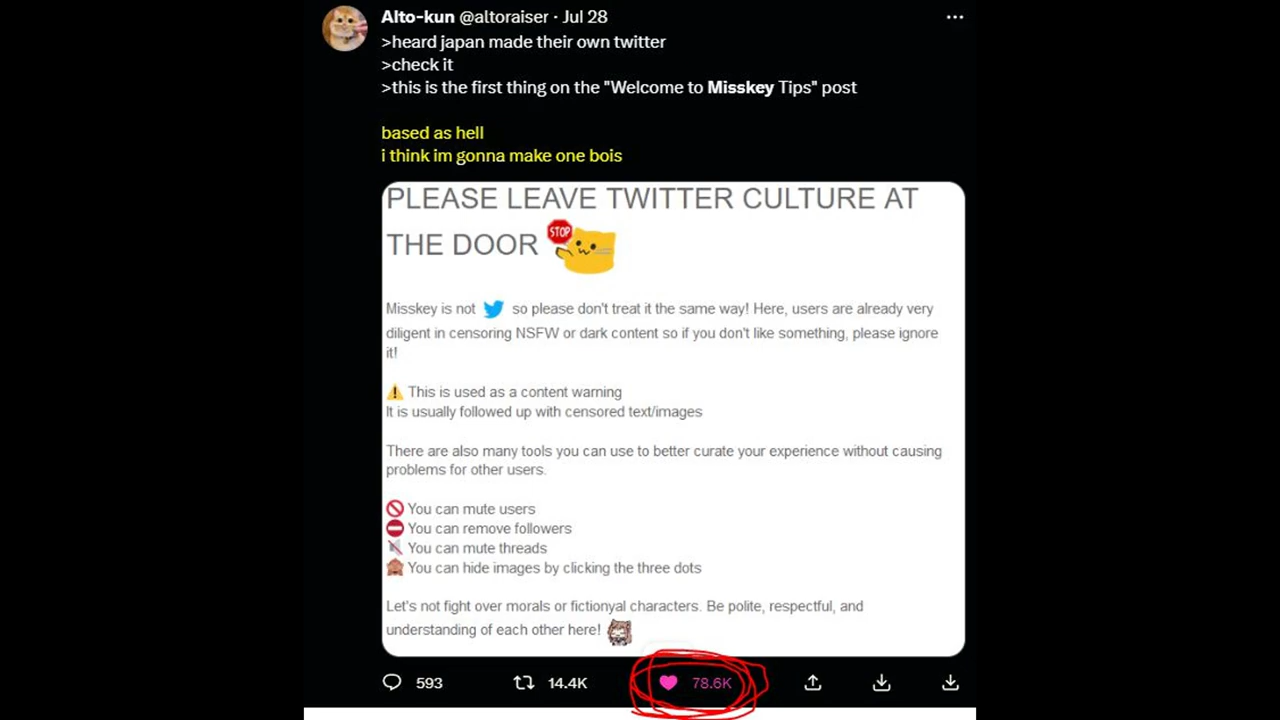 Alto-kun @altoraiser · Jul 28
>heard japan made their own twitter
>check it
>this is the first thing on the "Welcome to Misskey Tips" post
based as hell
i think im gonna make one bois
PLEASE LEAVE TWITTER CULTURE AT
THE DOOR
STOP
Misskey is not so please don't treat it the same way! Here, users are already very
diligent in censoring NSFW or dark content so if you don't like something, please ignore
it!
This is used as a content warning
It is usually followed up with censored text/images
There are also many tools you can use to better curate your experience without causing
problems for other users.
You can mute users
You can remove followers
You can mute threads
You can hide images by clicking the three dots
Let's not fight over morals or fictionyal characters. Be polite, respectful, and
understanding of each other here!
593 14.4K 78.6K